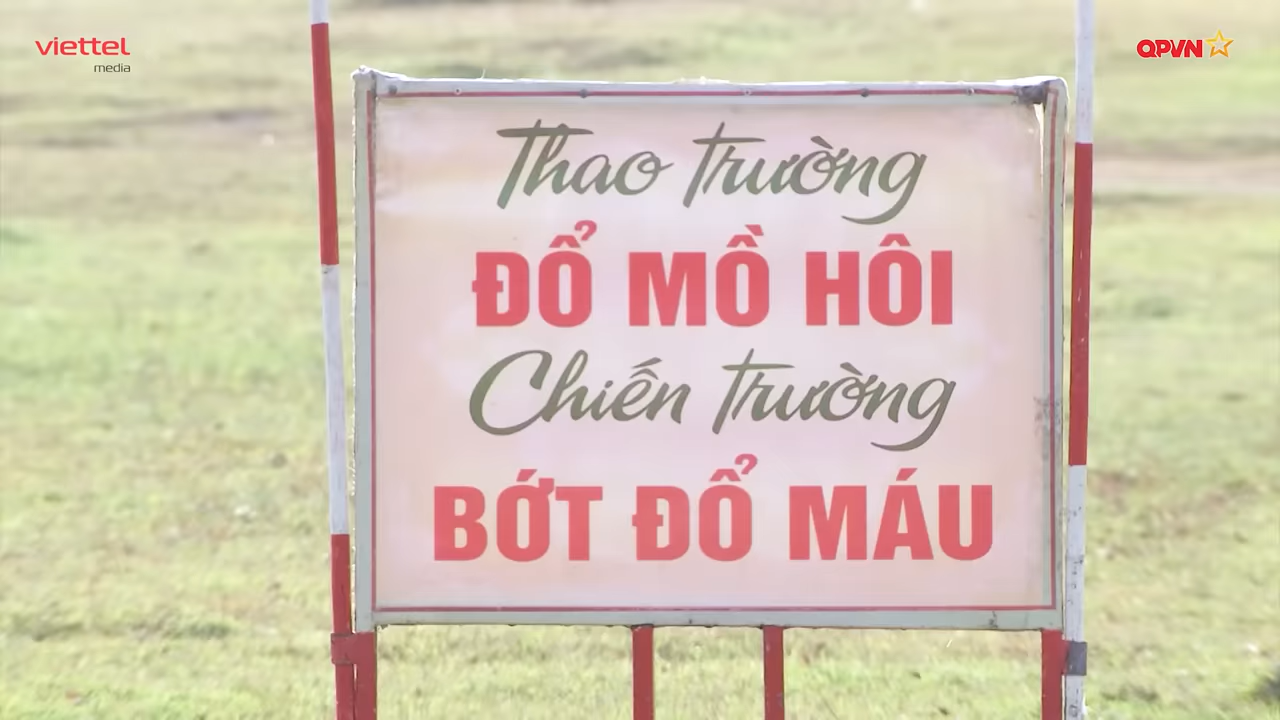 viettel
media
QPVN
Thao trường
ĐỔ MỒ HÔI
Chiến trường
BỚT ĐỔ MÁU